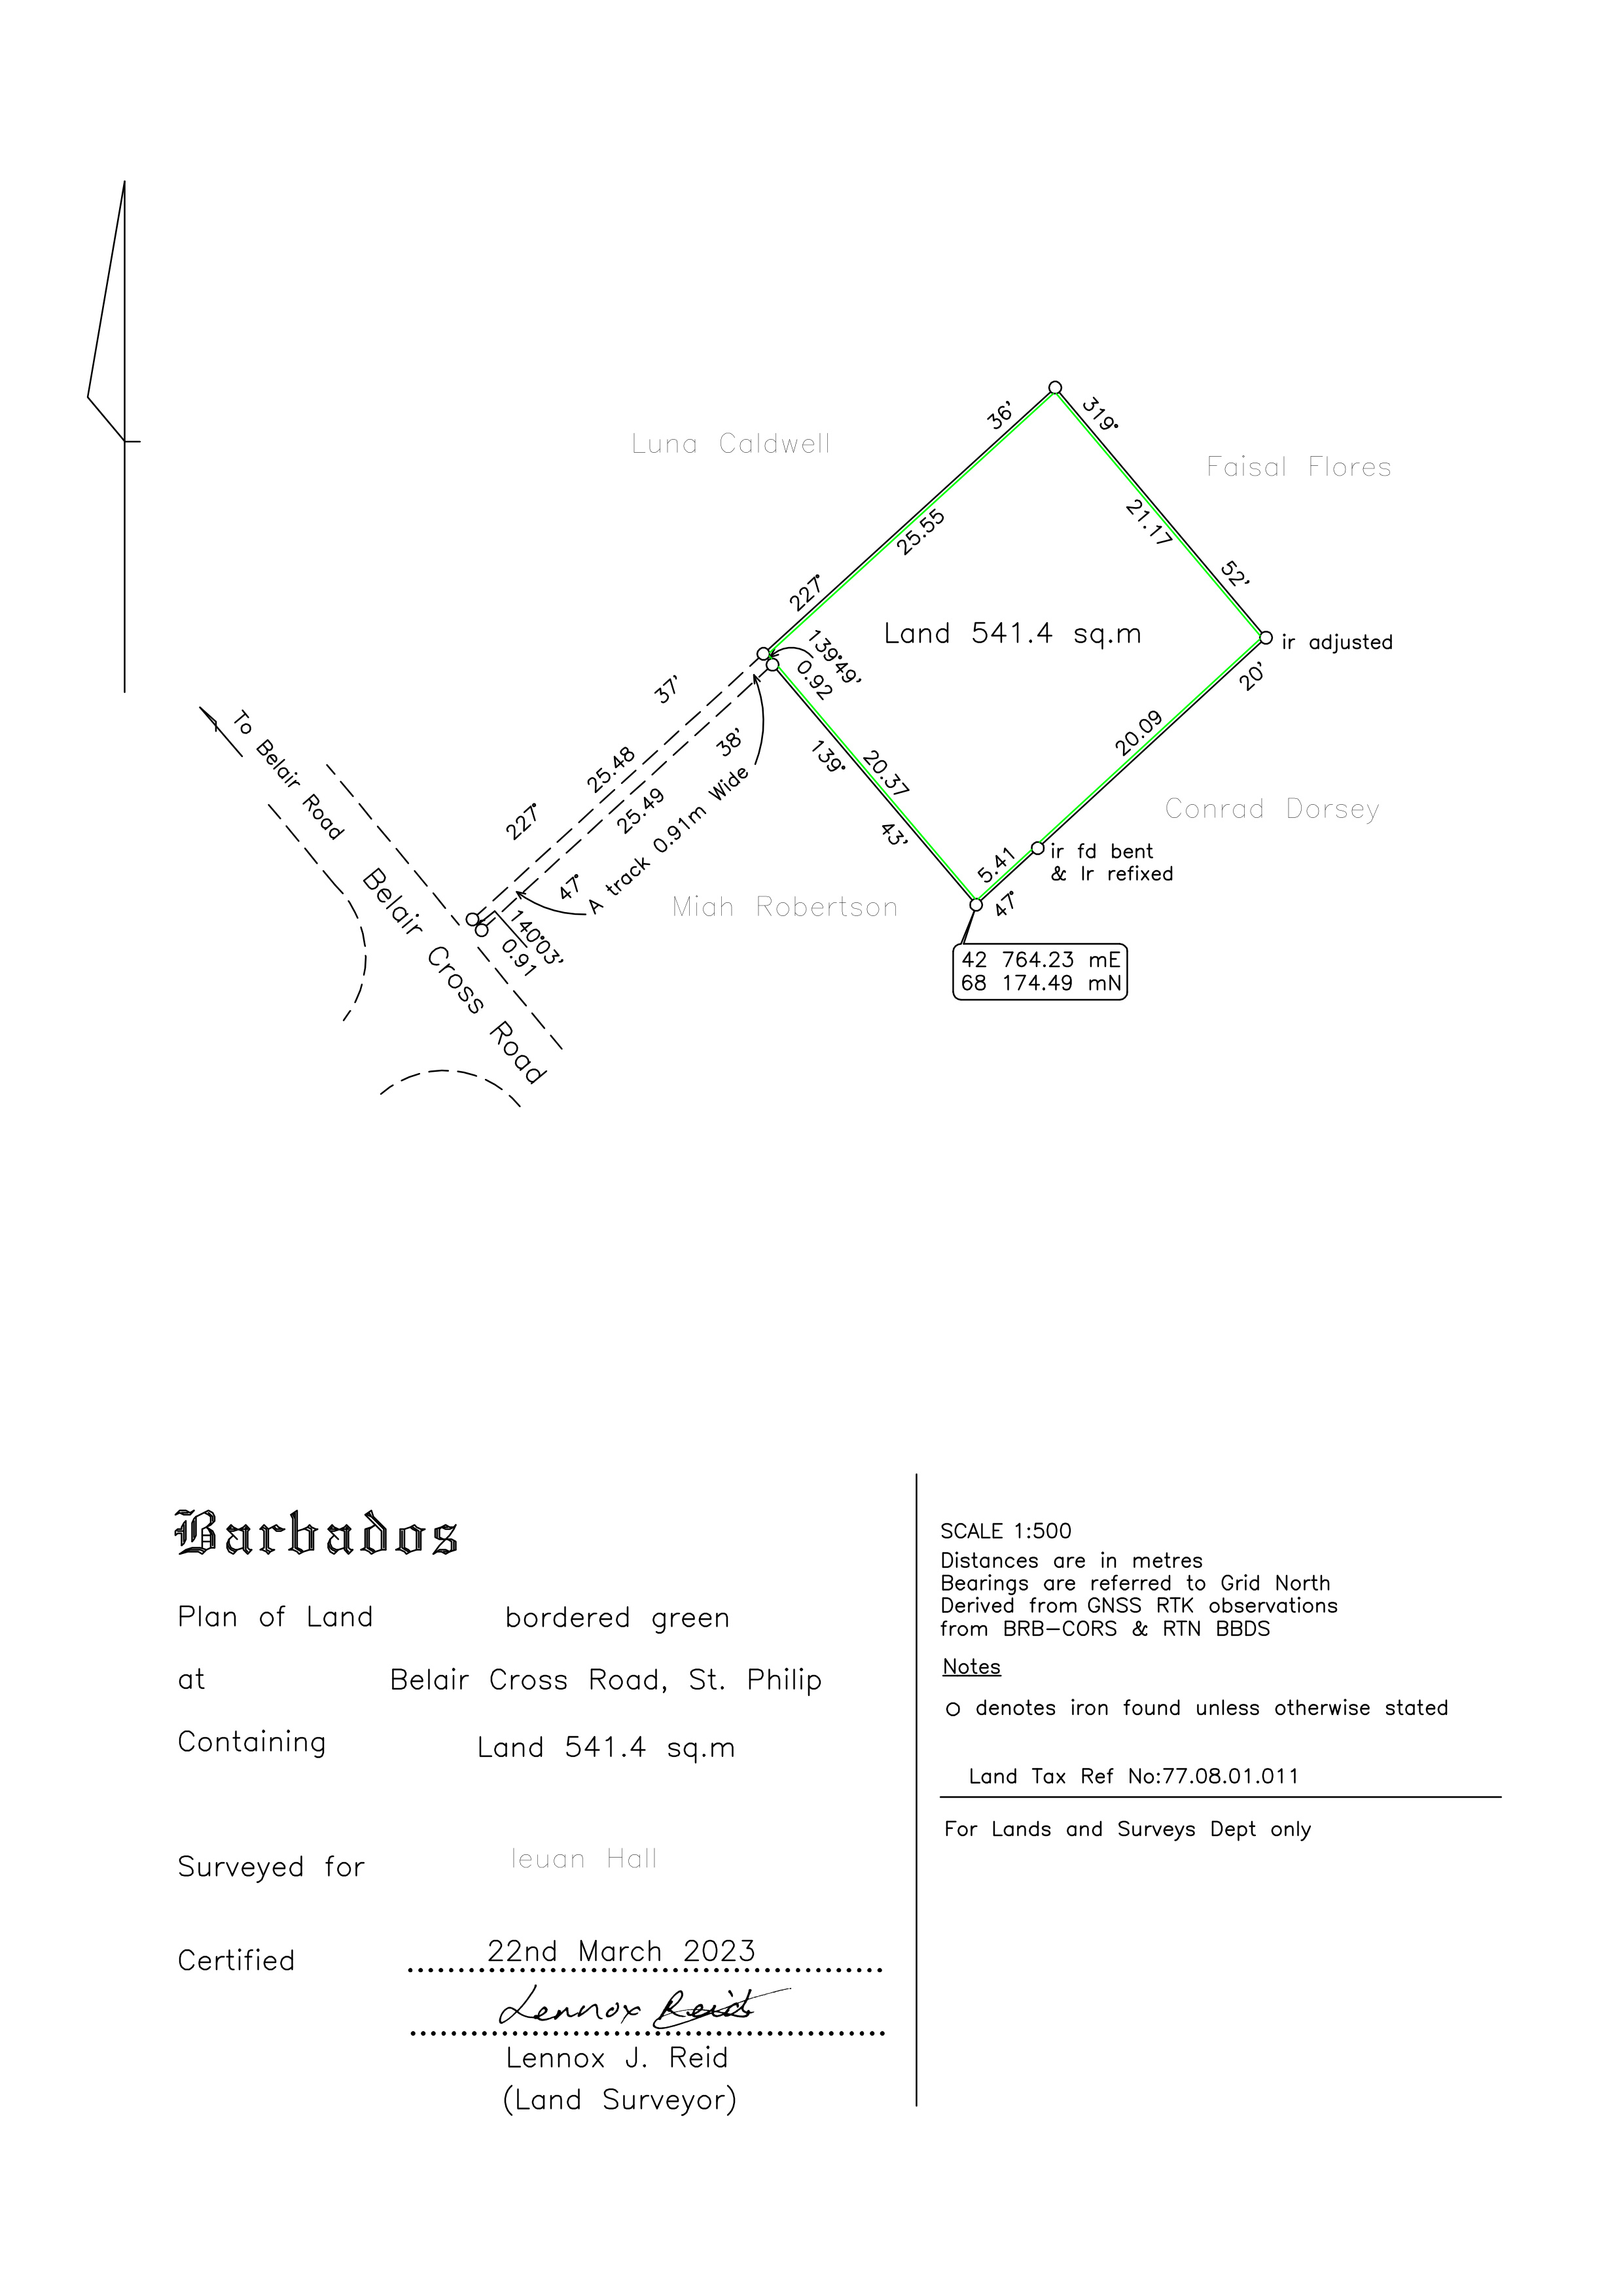 Luna Caldwell
36'
319°
Faisal Flores
25.55
21.17
227°
52'
Land 541.4 sq.m
ir adjusted
139°49'
0.92
20'
37'
38'
25.48
25.49
227°
47°
A track 0.91m Wide
139°
20.37
43'
20.09
Conrad Dorsey
5.41
ir fd bent
& Ir refixed
47°
Miah Robertson
To Belair Road
Belair Cross Road
140°03'
0.91
42 764.23 mE
68 174.49 mN
Barbados
Plan of Land bordered green
at Belair Cross Road, St. Philip
Containing Land 541.4 sq.m
Surveyed for Ieuan Hall
Certified 22nd March 2023
Lennox Reid
Lennox J. Reid
(Land Surveyor)
SCALE 1:500
Distances are in metres
Bearings are referred to Grid North
Derived from GNSS RTK observations
from BRB-CORS & RTN BBDS
Notes
denotes iron found unless otherwise stated
Land Tax Ref No:77.08.01.011
For Lands and Surveys Dept only